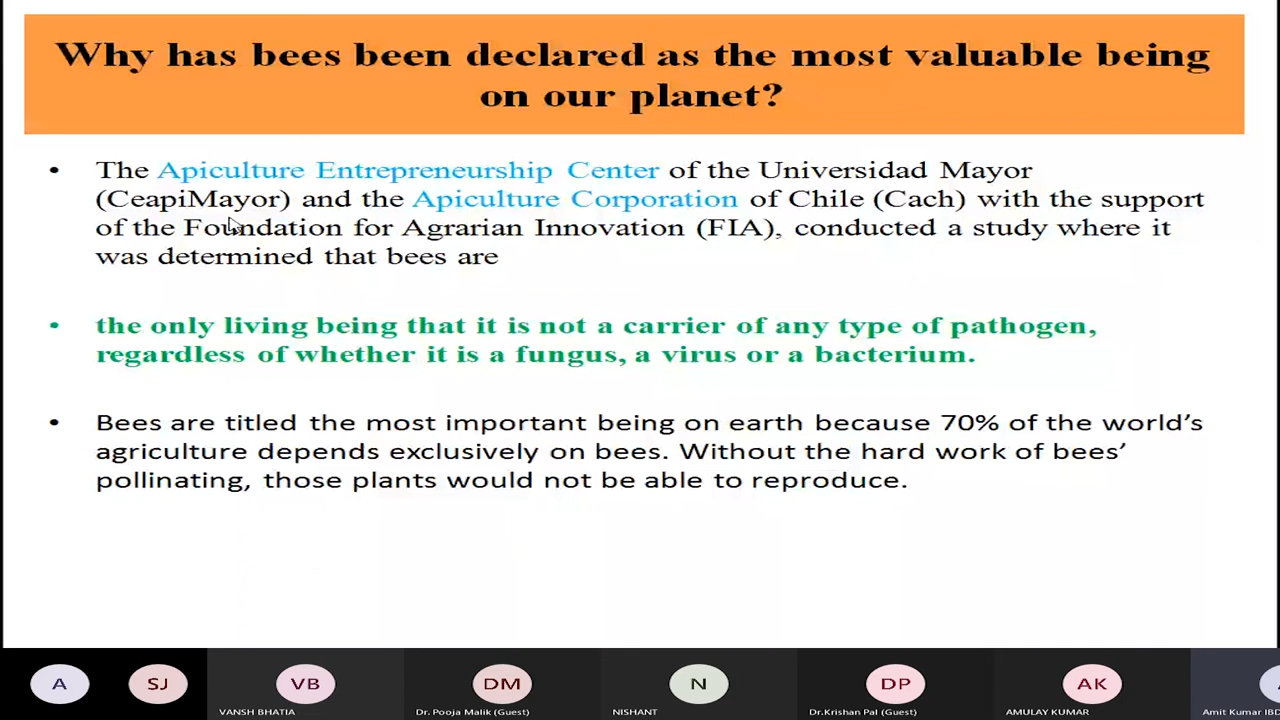 Why has bees been declared as the most valuable being
on our planet?
• The Apiculture Entrepreneurship Center of the Universidad Mayor
(CeapiMayor) and the Apiculture Corporation of Chile (Cach) with the support
of the Foundation for Agrarian Innovation (FIA), conducted a study where it
was determined that bees are
• the only living being that it is not a carrier of any type of pathogen,
regardless of whether it is a fungus, a virus or a bacterium.
• Bees are titled the most important being on earth because 70% of the world's
agriculture depends exclusively on bees. Without the hard work of bees'
pollinating, those plants would not be able to reproduce.
A SJ VB DM N DP AK
VANSH BHATIA Dr. Pooja Malik (Guest) NISHANT Dr.Krishan Pal (Guest) AMULAY KUMAR Amit Kumar IBD